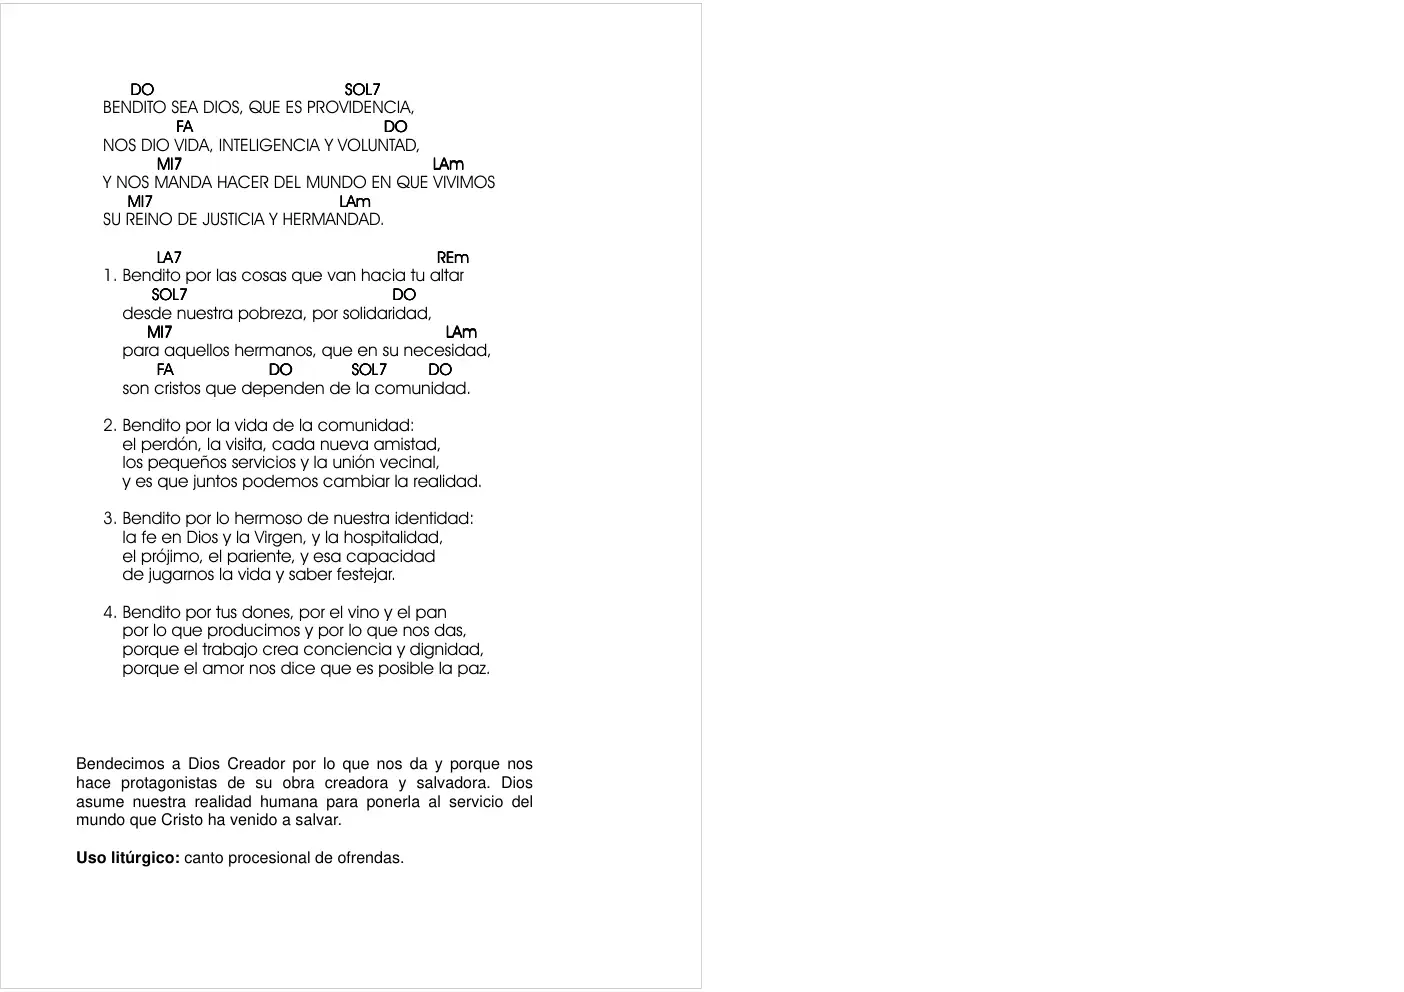 DO SOL7
BENDITO SEA DIOS, QUE ES PROVIDENCIA,
FA DO
NOS DIO VIDA, INTELIGENCIA Y VOLUNTAD,
MI7 LAm
Y NOS MANDA HACER DEL MUNDO EN QUE VIVIMOS
MI7 LAm
SU REINO DE JUSTICIA Y HERMANDAD.
LA7 REm
1. Bendito por las cosas que van hacia tu altar
SOL7 DO
desde nuestra pobreza, por solidaridad,
MI7 LAm
para aquellos hermanos, que en su necesidad,
FA DO SOL7 DO
son cristos que dependen de la comunidad.
2. Bendito por la vida de la comunidad:
el perdón, la visita, cada nueva amistad,
los pequeños servicios y la unión vecinal,
y es que juntos podemos cambiar la realidad.
3. Bendito por lo hermoso de nuestra identidad:
la fe en Dios y la Virgen, y la hospitalidad,
el prójimo, el pariente, y esa capacidad
de jugarnos la vida y saber festejar.
4. Bendito por tus dones, por el vino y el pan
por lo que producimos y por lo que nos das,
porque el trabajo crea conciencia y dignidad,
porque el amor nos dice que es posible la paz.
Bendecimos a Dios Creador por lo que nos da y porque nos
hace protagonistas de su obra creadora y salvadora. Dios
asume nuestra realidad humana para ponerla al servicio del
mundo que Cristo ha venido a salvar.
Uso litúrgico: canto procesional de ofrendas.